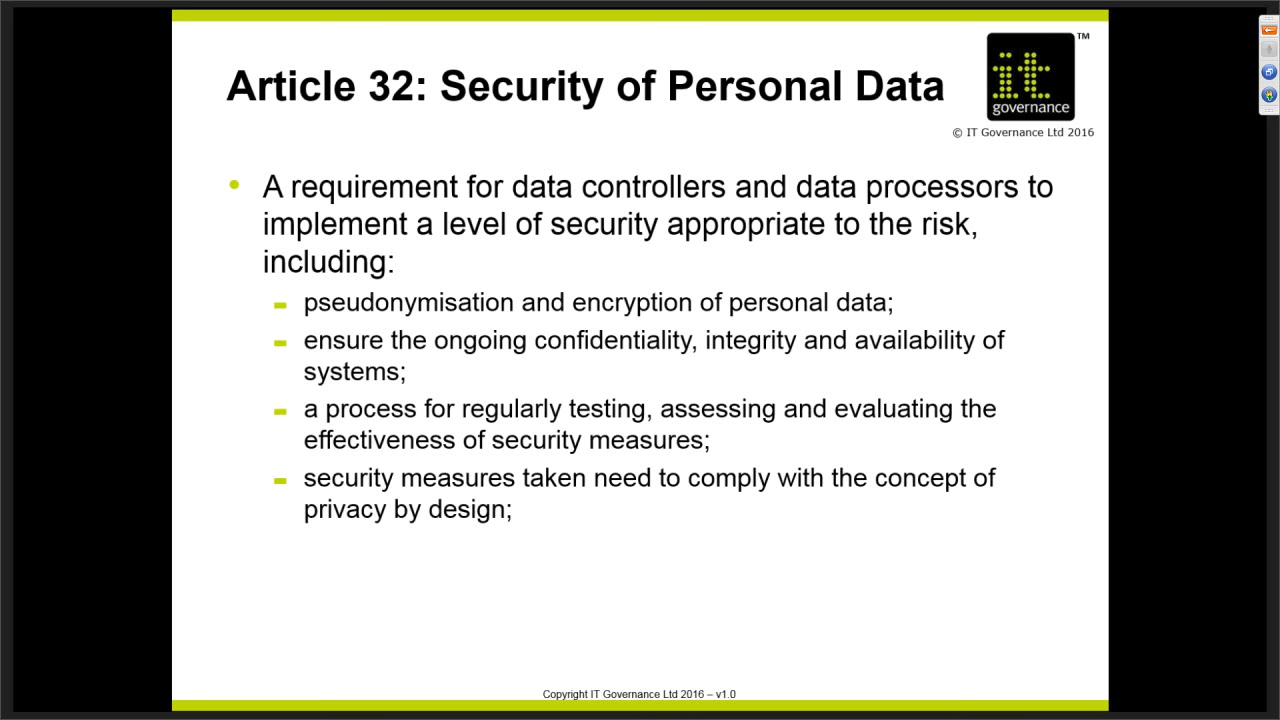 Article 32: Security of Personal Data
it
governance
TM
© IT Governance Ltd 2016
• A requirement for data controllers and data processors to
implement a level of security appropriate to the risk,
including:
- pseudonymisation and encryption of personal data;
- ensure the ongoing confidentiality, integrity and availability of
systems;
- a process for regularly testing, assessing and evaluating the
effectiveness of security measures;
- security measures taken need to comply with the concept of
privacy by design;
Copyright IT Governance Ltd 2016 – v1.0